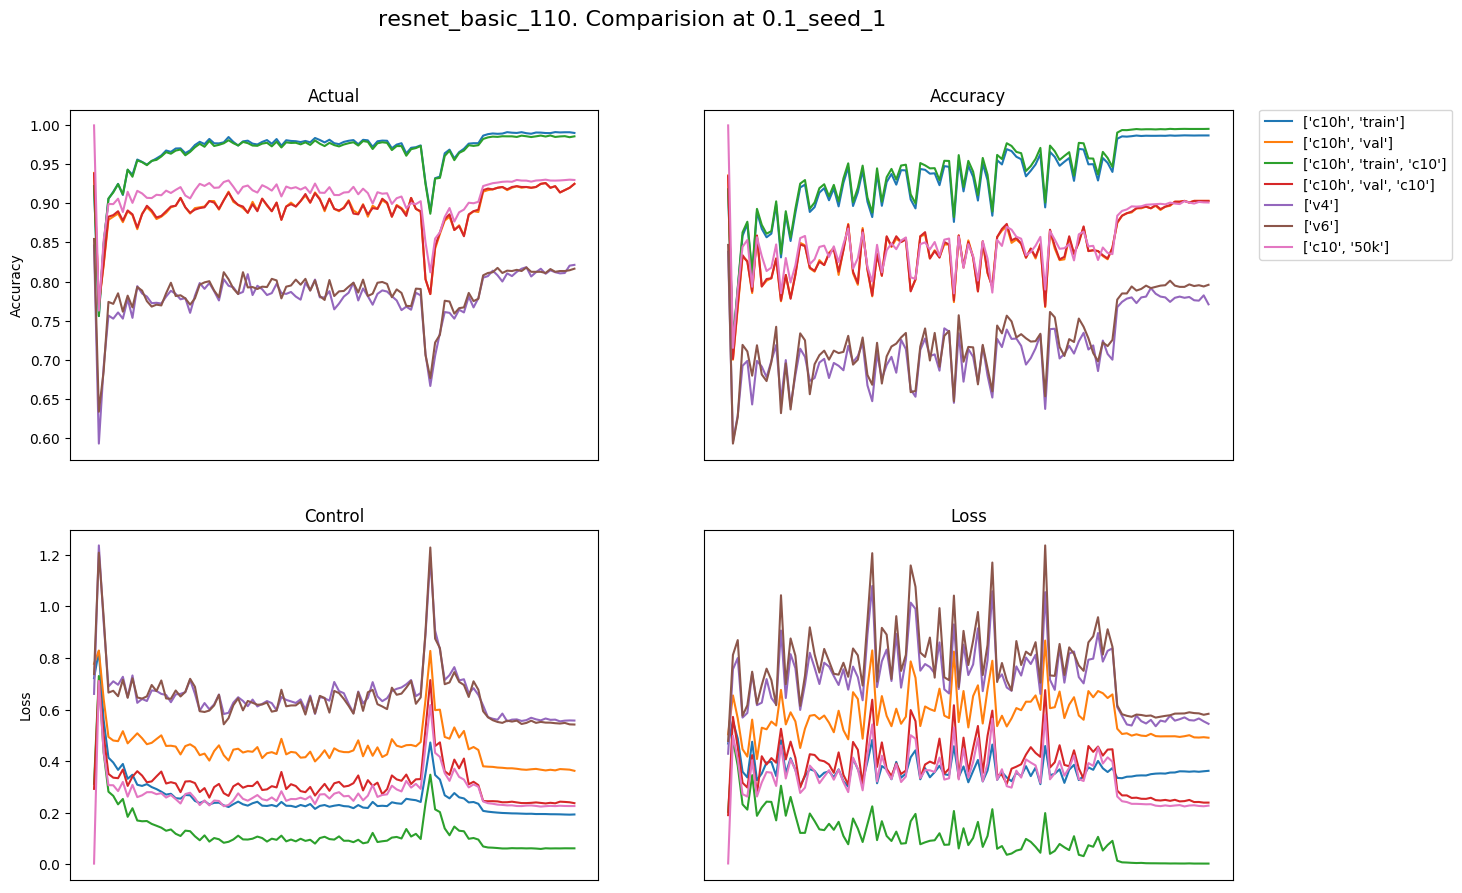 resnet_basic_110. Comparision at 0.1_seed_1
Actual
Accuracy
1.00
0.95
0.90
0.85
0.80
0.75
0.70
0.65
0.60
Accuracy
['c10h', 'train']
['c10h', 'val']
['c10h', 'train', 'c10']
['c10h', 'val', 'c10']
['v4']
['v6']
['c10', '50k']
Control
Loss
1.2
1.0
0.8
0.6
0.4
0.2
0.0
Loss